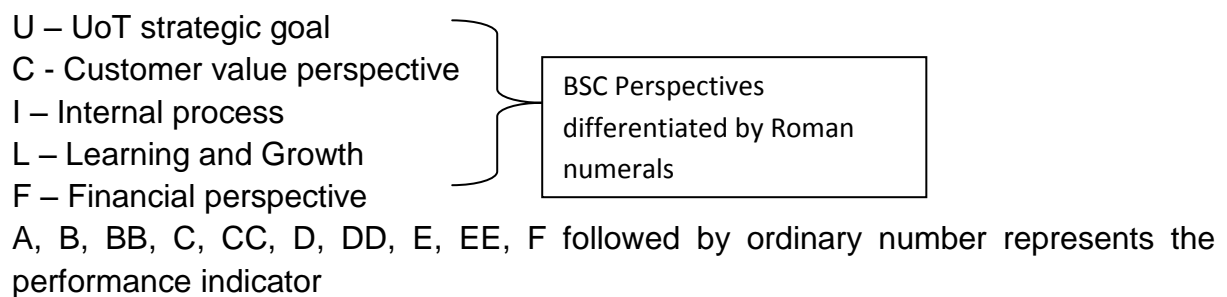 U – UoT strategic goal
C - Customer value perspective
I – Internal process
L – Learning and Growth
F – Financial perspective
BSC Perspectives
differentiated by Roman
numerals
A, B, BB, C, CC, D, DD, E, EE, F followed by ordinary number represents the
performance indicator